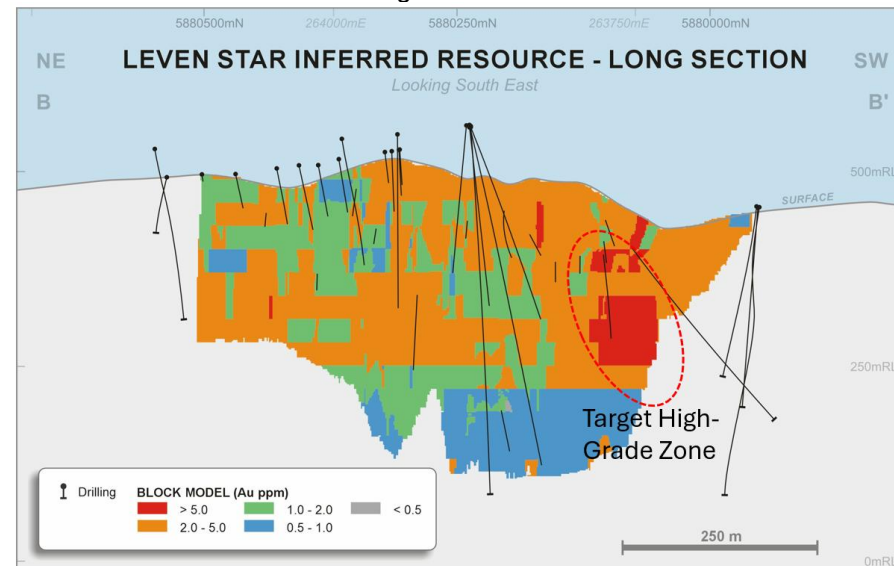 5880500mN 264000mE 5880250mN 263750mE 5880000mN
NE LEVEN STAR INFERRED RESOURCE - LONG SECTION SW
Looking South East
B B'
500mRL
SURFACE
250mRL
Target High-
Grade Zone
Drilling BLOCK MODEL (Au ppm)
> 5.0 1.0 - 2.0 < 0.5
2.0 - 5.0 0.5 - 1.0
250 m
0mRL